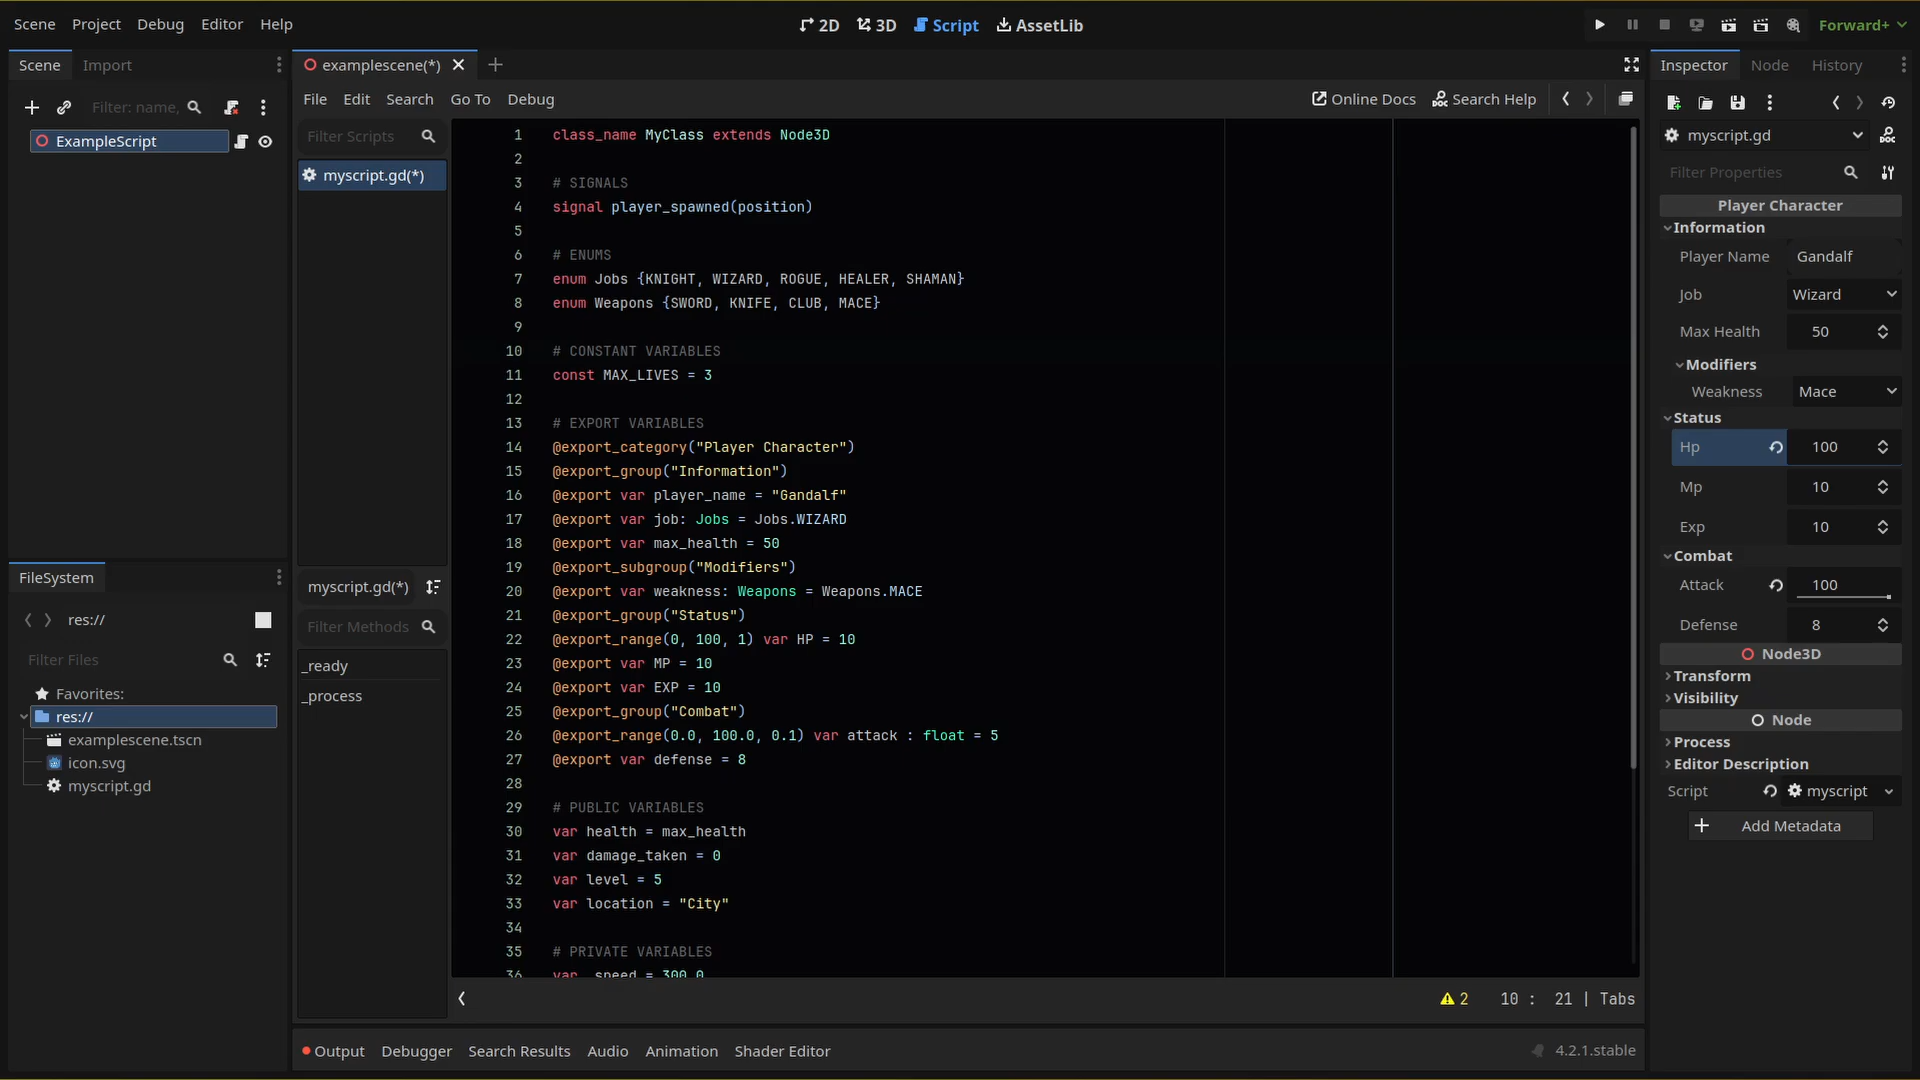 Scene Project Debug Editor Help
2D 3D Script AssetLib
Forward+
Scene Import
Filter: name,
ExampleScript
FileSystem
res://
Filter Files
Favorites:
res://
examplescene.tscn
icon.svg
myscript.gd
examplescene(*)
File Edit Search Go To Debug
Online Docs Search Help
Filter Scripts
myscript.gd(*)
myscript.gd(*)
Filter Methods
_ready
_process
1 class_name MyClass extends Node3D
2
3 # SIGNALS
4 signal player_spawned(position)
5
6 # ENUMS
7 enum Jobs {KNIGHT, WIZARD, ROGUE, HEALER, SHAMAN}
8 enum Weapons {SWORD, KNIFE, CLUB, MACE}
9
10 # CONSTANT VARIABLES
11 const MAX_LIVES = 3
12
13 # EXPORT VARIABLES
14 @export_category("Player Character")
15 @export_group("Information")
16 @export var player_name = "Gandalf"
17 @export var job: Jobs = Jobs.WIZARD
18 @export var max_health = 50
19 @export_subgroup("Modifiers")
20 @export var weakness: Weapons = Weapons.MACE
21 @export_group("Status")
22 @export_range(0, 100, 1) var HP = 10
23 @export var MP = 10
24 @export var EXP = 10
25 @export_group("Combat")
26 @export_range(0.0, 100.0, 0.1) var attack : float = 5
27 @export var defense = 8
28
29 # PUBLIC VARIABLES
30 var health = max_health
31 var damage_taken = 0
32 var level = 5
33 var location = "City"
34
35 # PRIVATE VARIABLES
36 var _speed = 300.0
2 10 : 21 | Tabs
Output Debugger Search Results Audio Animation Shader Editor
4.2.1.stable
Inspector Node History
myscript.gd
Filter Properties
Player Character
Information
Player Name Gandalf
Job Wizard
Max Health 50
Modifiers
Weakness Mace
Status
Hp 100
Mp 10
Exp 10
Combat
Attack 100
Defense 8
Node3D
Transform
Visibility
Node
Process
Editor Description
Script myscript
Add Metadata